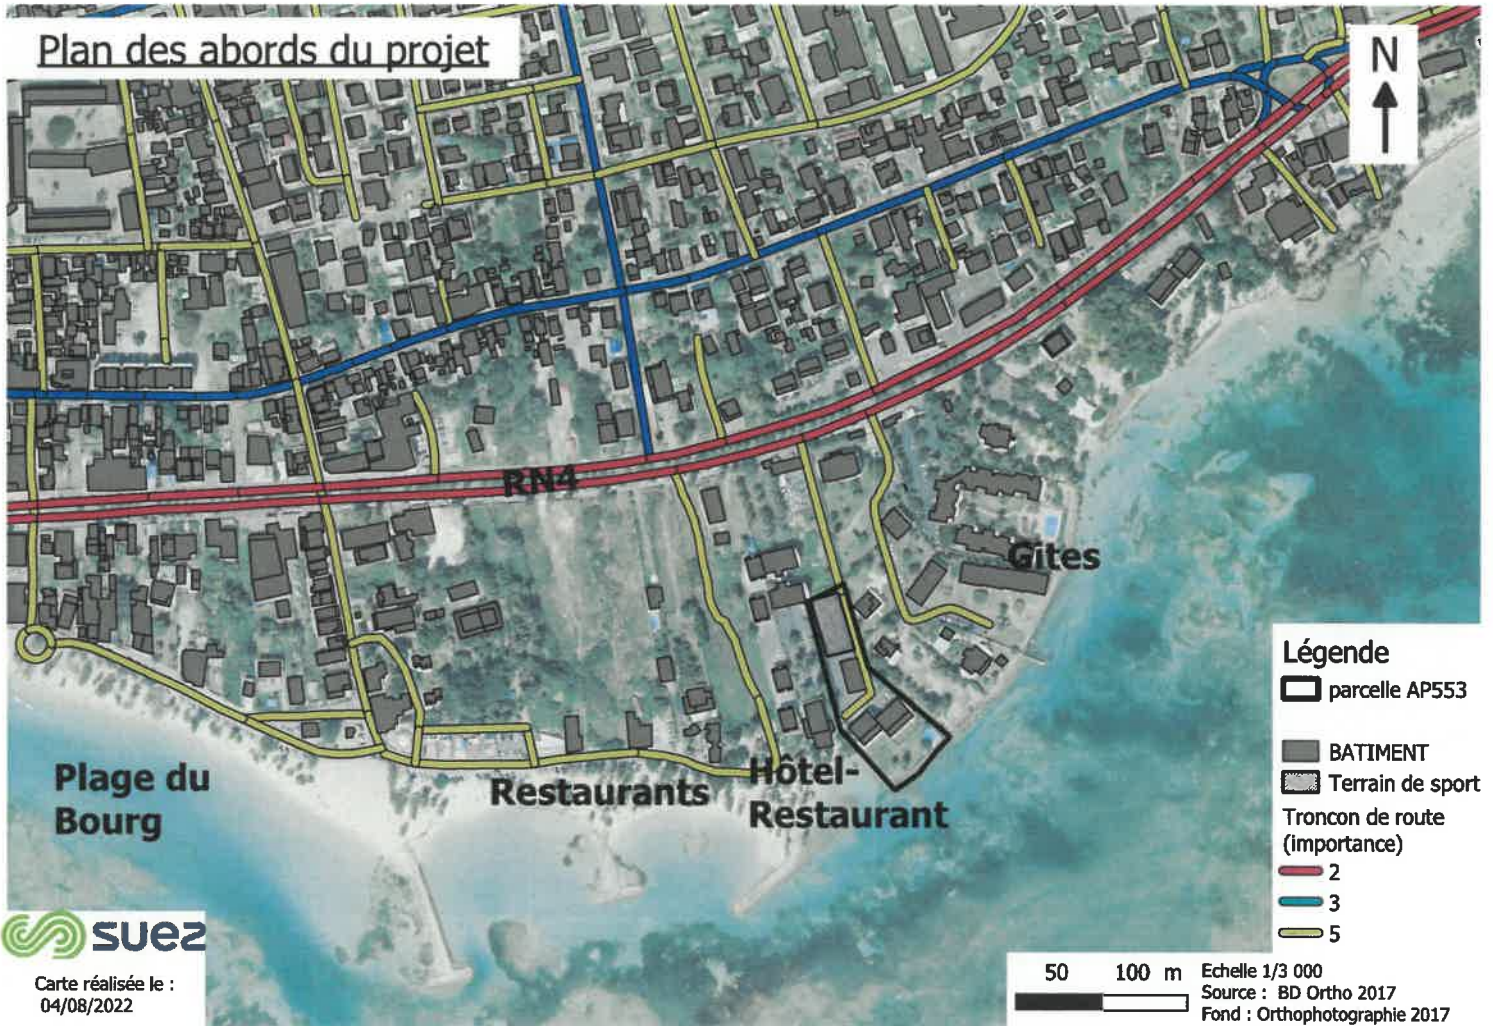 Plan des abords du projet
N
RN4
Gîtes
Plage du
Bourg
Restaurants
Hôtel-
Restaurant
Légende
parcelle AP553
BATIMENT
Terrain de sport
Troncon de route
(importance)
2
3
5
suez
Carte réalisée le :
04/08/2022
50 100 m
Echelle 1/3 000
Source : BD Ortho 2017
Fond : Orthophotographie 2017